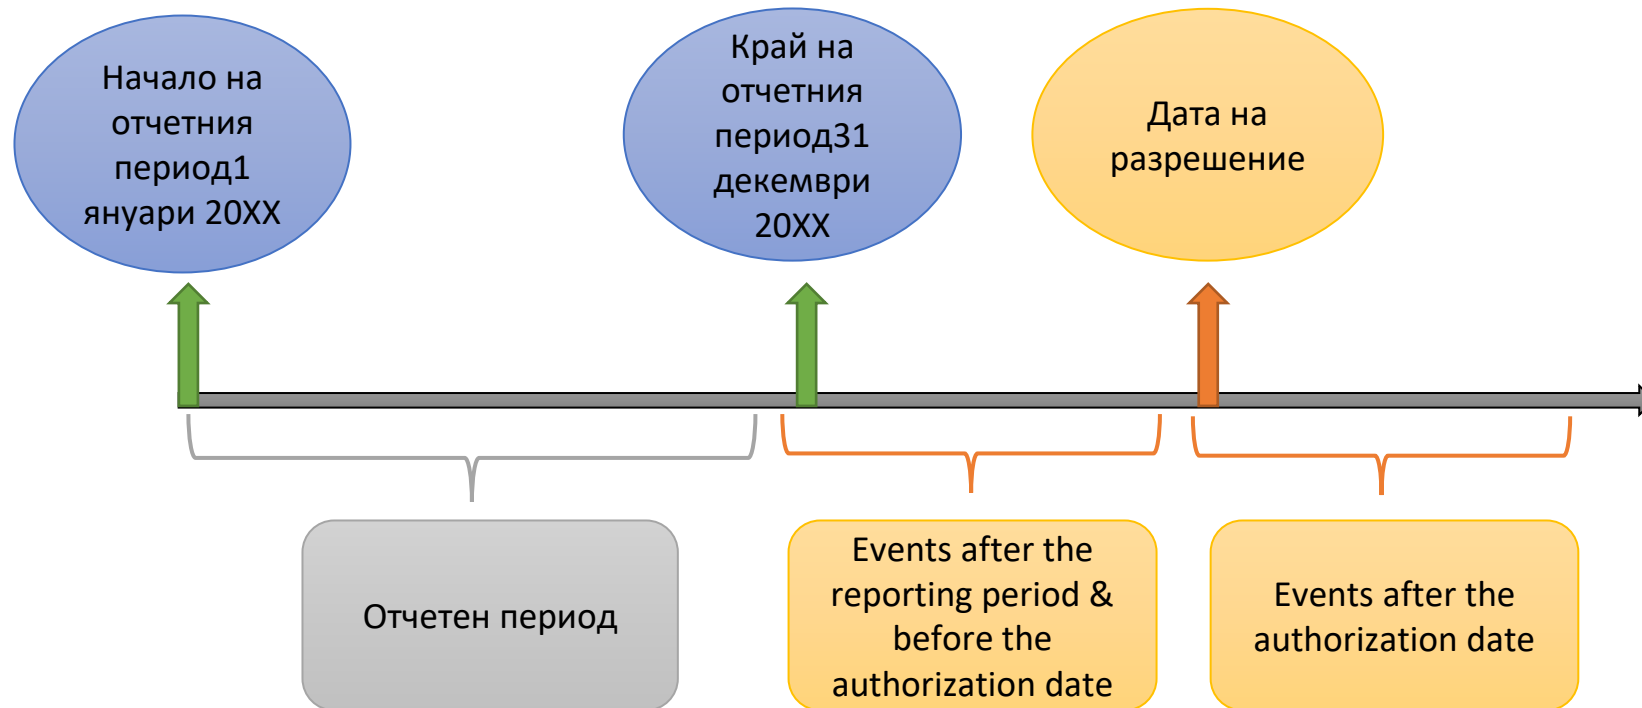 Начало на
отчетния
период1
януари 20XX
Край на
отчетния
период31
декември
20XX
Дата на
разрешение
Отчетен период
Events after the
reporting period &
before the
authorization date
Events after the
authorization date